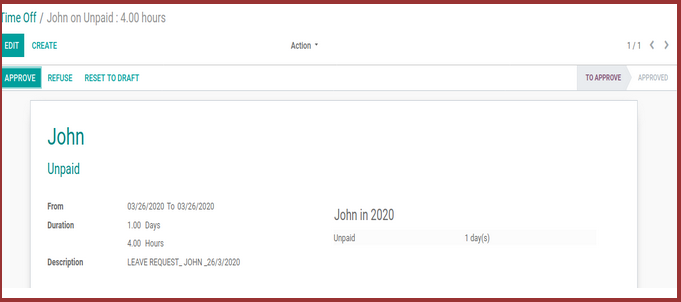 Time Off / John on Unpaid : 4.00 hours
EDIT CREATE Action 1 / 1
APPROVE REFUSE RESET TO DRAFT TO APPROVE APPROVED
John
Unpaid
From 03/26/2020 To 03/26/2020
John in 2020
Duration 1.00 Days
Unpaid 1 day(s)
4.00 Hours
Description LEAVE REQUEST_ JOHN _26/3/2020